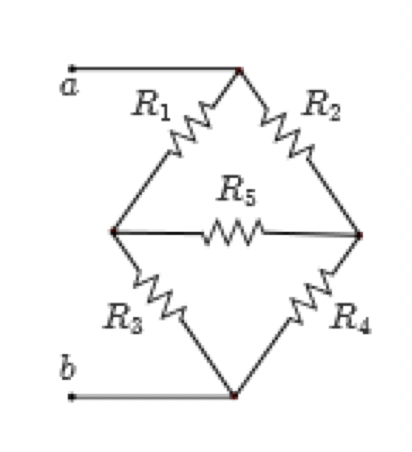 a
R₁ R₂
R₅
R₃ R₄
b